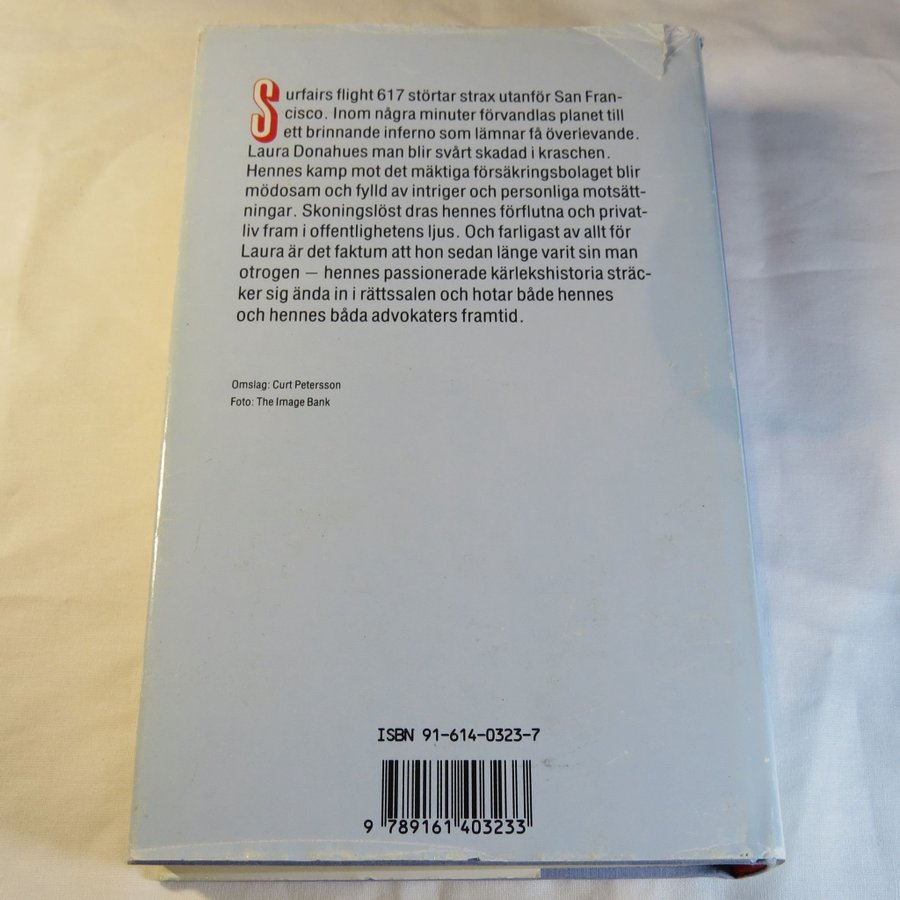 Surfairs flight 617 störtar strax utanför San Fran-
cisco. Inom några minuter förvandlas planet till
ett brinnande inferno som lämnar få överlevande.
Laura Donahues man blir svårt skadad i kraschen.
Hennes kamp mot det mäktiga försäkringsbolaget blir
mödosam och fylld av intriger och personliga motsätt-
ningar. Skoningslöst dras hennes förflutna och privat-
liv fram i offentlighetens ljus. Och farligast av allt för
Laura är det faktum att hon sedan länge varit sin man
otrogen — hennes passionerade kärlekshistoria sträc-
ker sig ända in i rättssalen och hotar både hennes
och hennes båda advokaters framtid.
Omslag: Curt Petersson
Foto: The Image Bank
ISBN 91-614-0323-7
9 789161 403233